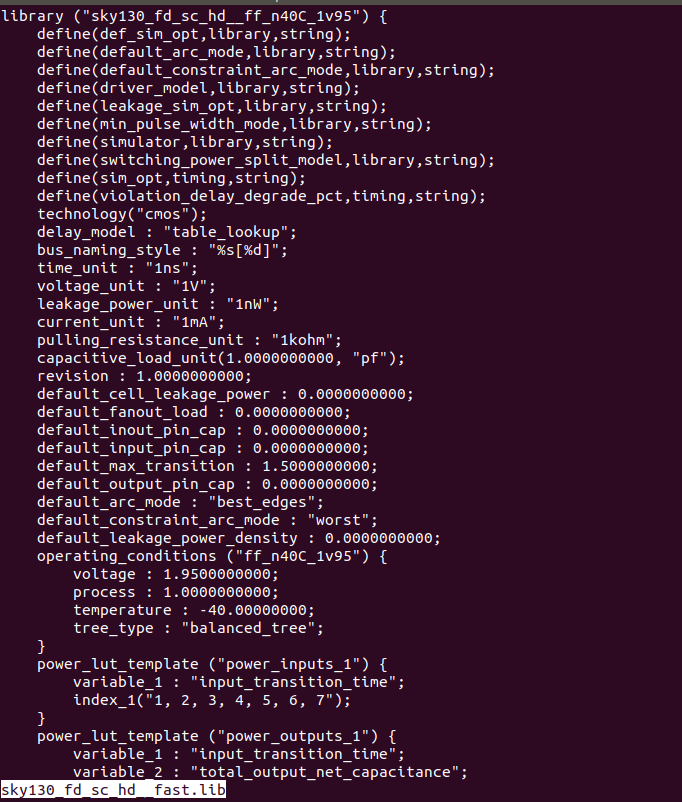 library ("sky130_fd_sc_hd__ff_n40C_1v95") {
    define(def_sim_opt,library,string);
    define(default_arc_mode,library,string);
    define(default_constraint_arc_mode,library,string);
    define(driver_model,library,string);
    define(leakage_sim_opt,library,string);
    define(min_pulse_width_mode,library,string);
    define(simulator,library,string);
    define(switching_power_split_model,library,string);
    define(sim_opt,timing,string);
    define(violation_delay_degrade_pct,timing,string);
    technology("cmos");
    delay_model : "table_lookup";
    bus_naming_style : "%s[%d]";
    time_unit : "1ns";
    voltage_unit : "1V";
    leakage_power_unit : "1nW";
    current_unit : "1mA";
    pulling_resistance_unit : "1kohm";
    capacitive_load_unit(1.0000000000, "pf");
    revision : 1.0000000000;
    default_cell_leakage_power : 0.0000000000;
    default_fanout_load : 0.0000000000;
    default_inout_pin_cap : 0.0000000000;
    default_input_pin_cap : 0.0000000000;
    default_max_transition : 1.5000000000;
    default_output_pin_cap : 0.0000000000;
    default_arc_mode : "best_edges";
    default_constraint_arc_mode : "worst";
    default_leakage_power_density : 0.0000000000;
    operating_conditions ("ff_n40C_1v95") {
        voltage : 1.9500000000;
        process : 1.0000000000;
        temperature : -40.00000000;
        tree_type : "balanced_tree";
    }
    power_lut_template ("power_inputs_1") {
        variable_1 : "input_transition_time";
        index_1("1, 2, 3, 4, 5, 6, 7");
    }
    power_lut_template ("power_outputs_1") {
        variable_1 : "input_transition_time";
        variable_2 : "total_output_net_capacitance";
sky130_fd_sc_hd__fast.lib